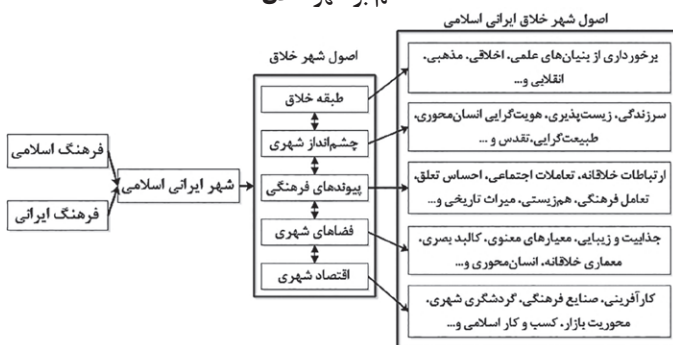 اصول شهر خلاق ایرانی اسلامی
برخورداری از بنیان‌های علمی، اخلاقی، مذهبی،
انقلابی و...
سرزندگی، زیست‌پذیری، هویت‌گرایی انسان‌محوری،
طبیعت‌گرایی،تقدس و ...
ارتباطات خلاقانه، تعاملات اجتماعی، احساس تعلق،
تعامل فرهنگی، هم‌زیستی، میراث تاریخی و...
جذابیت و زیبایی، معیارهای معنوی، کالبد بصری،
معماری خلاقانه، انسان‌محوری و...
کارآفرینی، صنایع فرهنگی، گردشگری شهری،
محوریت بازار، کسب و کار اسلامی و...
اصول شهر خلاق
طبقه خلاق
چشم‌انداز شهری
پیوندهای فرهنگی
فضاهای شهری
اقتصاد شهری
شهر ایرانی اسلامی
فرهنگ اسلامی
فرهنگ ایرانی